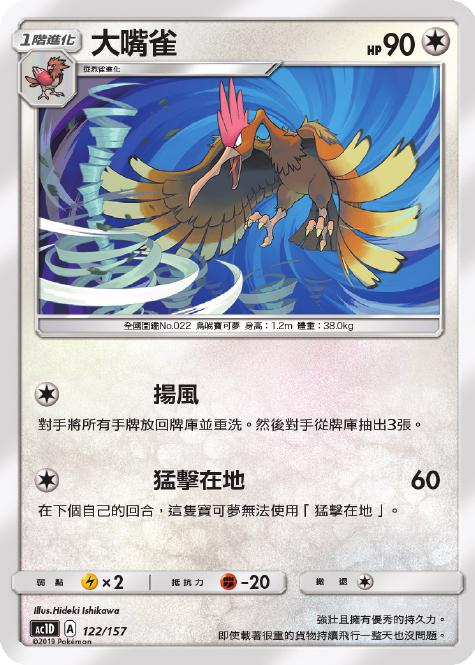 1階進化 大嘴雀 HP 90
從烈雀進化
全國圖鑑No.022 鳥嘴寶可夢 身高：1.2m 體重：38.0kg
揚風
對手將所有手牌放回牌庫並重洗。然後對手從牌庫抽出3張。
猛擊在地 60
在下個自己的回合，這隻寶可夢無法使用「猛擊在地」。
弱點 ×2 抵抗力 -20 撤退
Illus.Hideki Ishikawa
AC1D A 122/157
©2019 Pokémon
強壯且擁有優秀的持久力。
即使載著很重的貨物持續飛行一整天也沒問題。